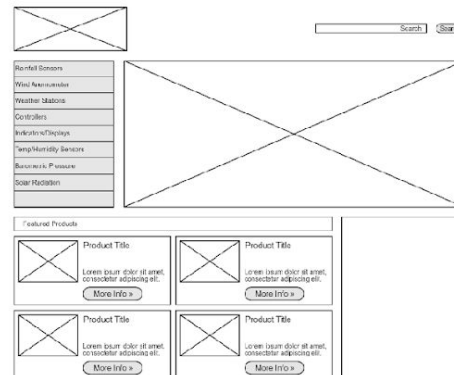 Search
Sear
Rainfall Sensors
Wind Anemometer
Weather Stations
Controllers
Indicators/Displays
Temp/Humidity Sensors
Barometric Pressure
Solar Radiation
Featured Products
Product Title
Lorem ipsum dolor sit amet,
consectetur adipiscing elit.
More Info »
Product Title
Lorem ipsum dolor sit amet,
consectetur adipiscing elit.
More Info »
Product Title
Lorem ipsum dolor sit amet,
consectetur adipiscing elit.
More Info »
Product Title
Lorem ipsum dolor sit amet,
consectetur adipiscing elit.
More Info »